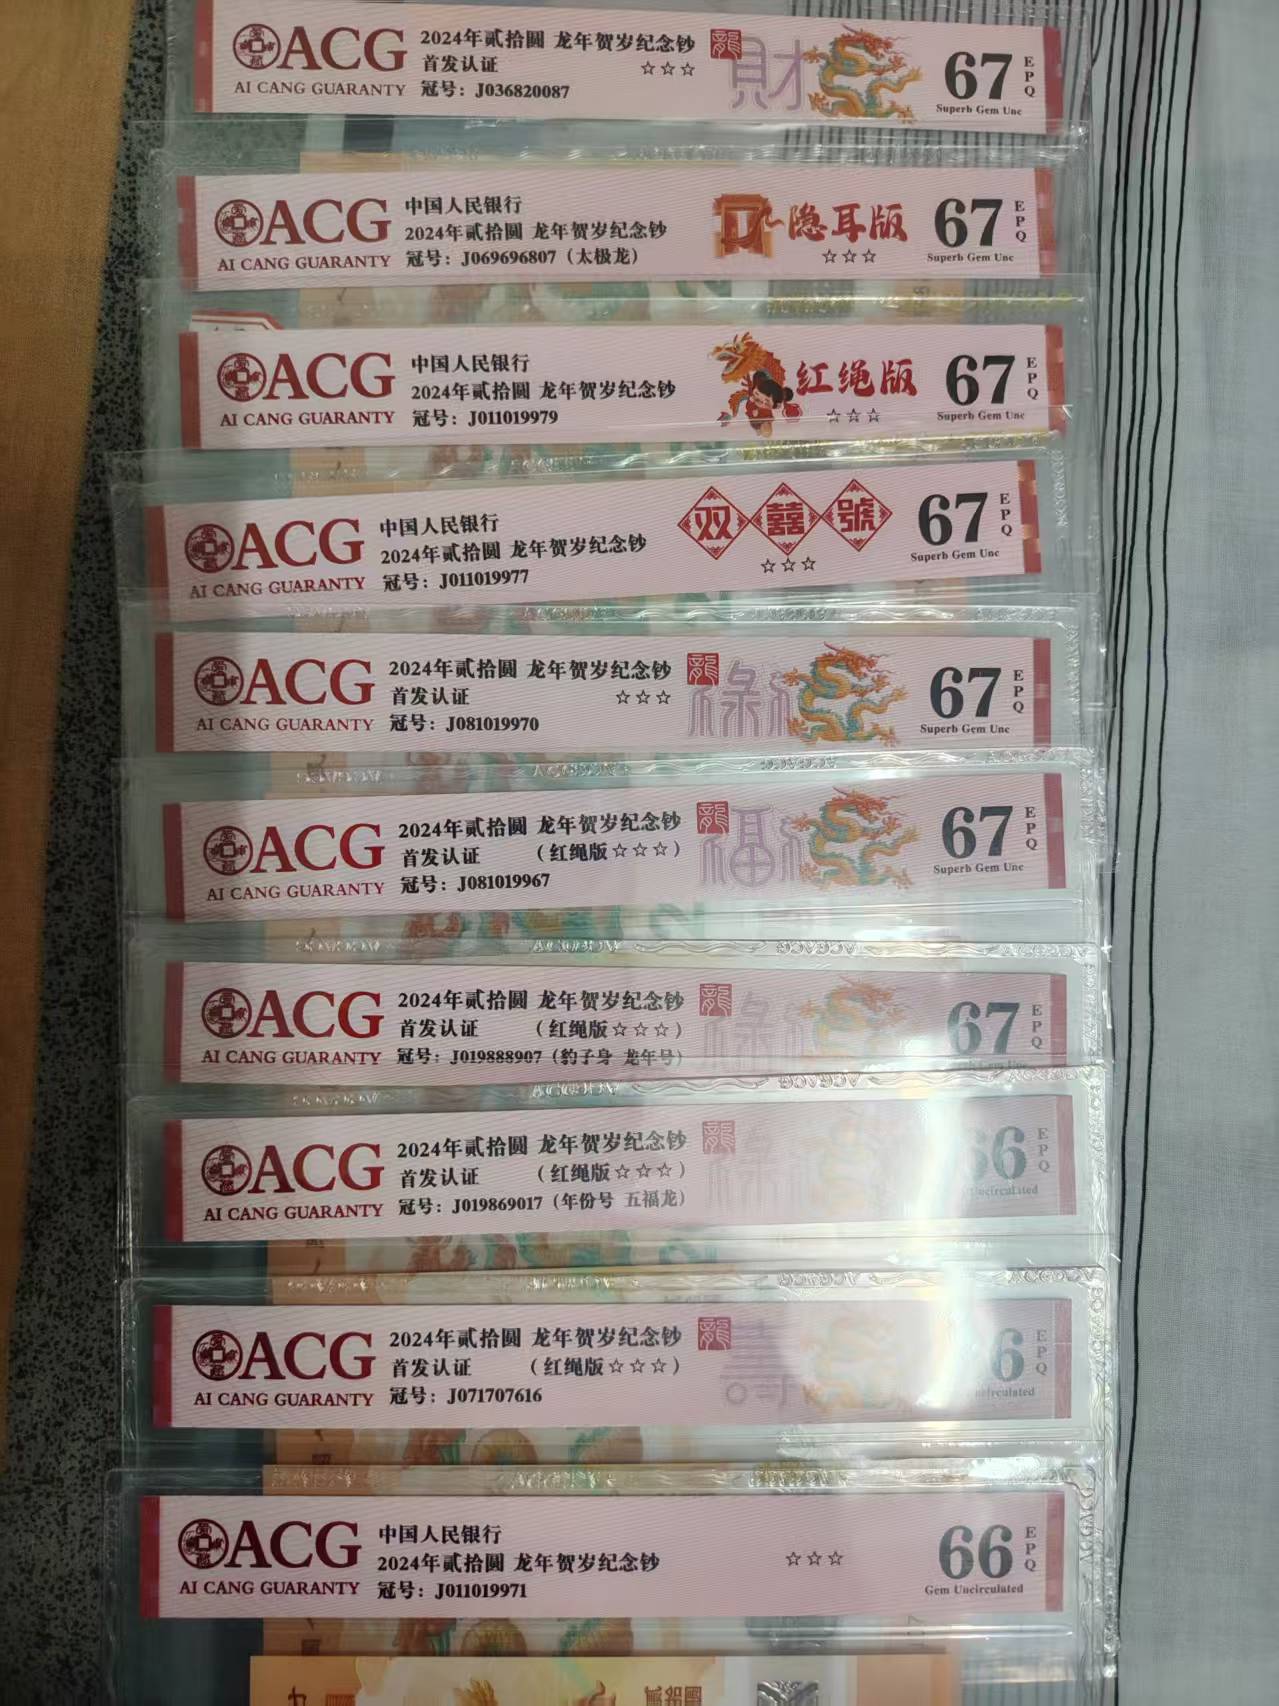 ACG
AI CANG GUARANTY
2024年贰拾圆 龙年贺岁纪念钞
首发认证 ☆☆☆
冠号：J036820087
龍
財
67
EPQ
Superb Gem Unc
ACG
AI CANG GUARANTY
中国人民银行
2024年贰拾圆 龙年贺岁纪念钞
冠号：J069696807（太极龙）
隐耳版
☆☆☆
67
EPQ
Superb Gem Unc
ACG
AI CANG GUARANTY
中国人民银行
2024年贰拾圆 龙年贺岁纪念钞
冠号：J011019979
红绳版
☆☆☆
67
EPQ
Superb Gem Unc
ACG
AI CANG GUARANTY
中国人民银行
2024年贰拾圆 龙年贺岁纪念钞
冠号：J011019977
双囍號
☆☆☆
67
EPQ
Superb Gem Unc
ACG
AI CANG GUARANTY
2024年贰拾圆 龙年贺岁纪念钞
首发认证 ☆☆☆
冠号：J081019970
龍
禄
67
EPQ
Superb Gem Unc
ACG
AI CANG GUARANTY
2024年贰拾圆 龙年贺岁纪念钞
首发认证 （红绳版☆☆☆）
冠号：J081019967
龍
福
67
EPQ
Superb Gem Unc
ACG
AI CANG GUARANTY
2024年贰拾圆 龙年贺岁纪念钞
首发认证 （红绳版☆☆☆）
冠号：J019888907（豹子身 龙年号）
龍
禄
67
EPQ
ACG
AI CANG GUARANTY
2024年贰拾圆 龙年贺岁纪念钞
首发认证 （红绳版☆☆☆）
冠号：J019869017（年份号 五福龙）
龍
禄
66
EPQ
Uncirculated
ACG
AI CANG GUARANTY
2024年贰拾圆 龙年贺岁纪念钞
首发认证 （红绳版☆☆☆）
冠号：J071707616
龍
壽
6
EPQ
ACG
AI CANG GUARANTY
中国人民银行
2024年贰拾圆 龙年贺岁纪念钞
冠号：J011019971
☆☆☆
66
EPQ
Gem Uncirculated